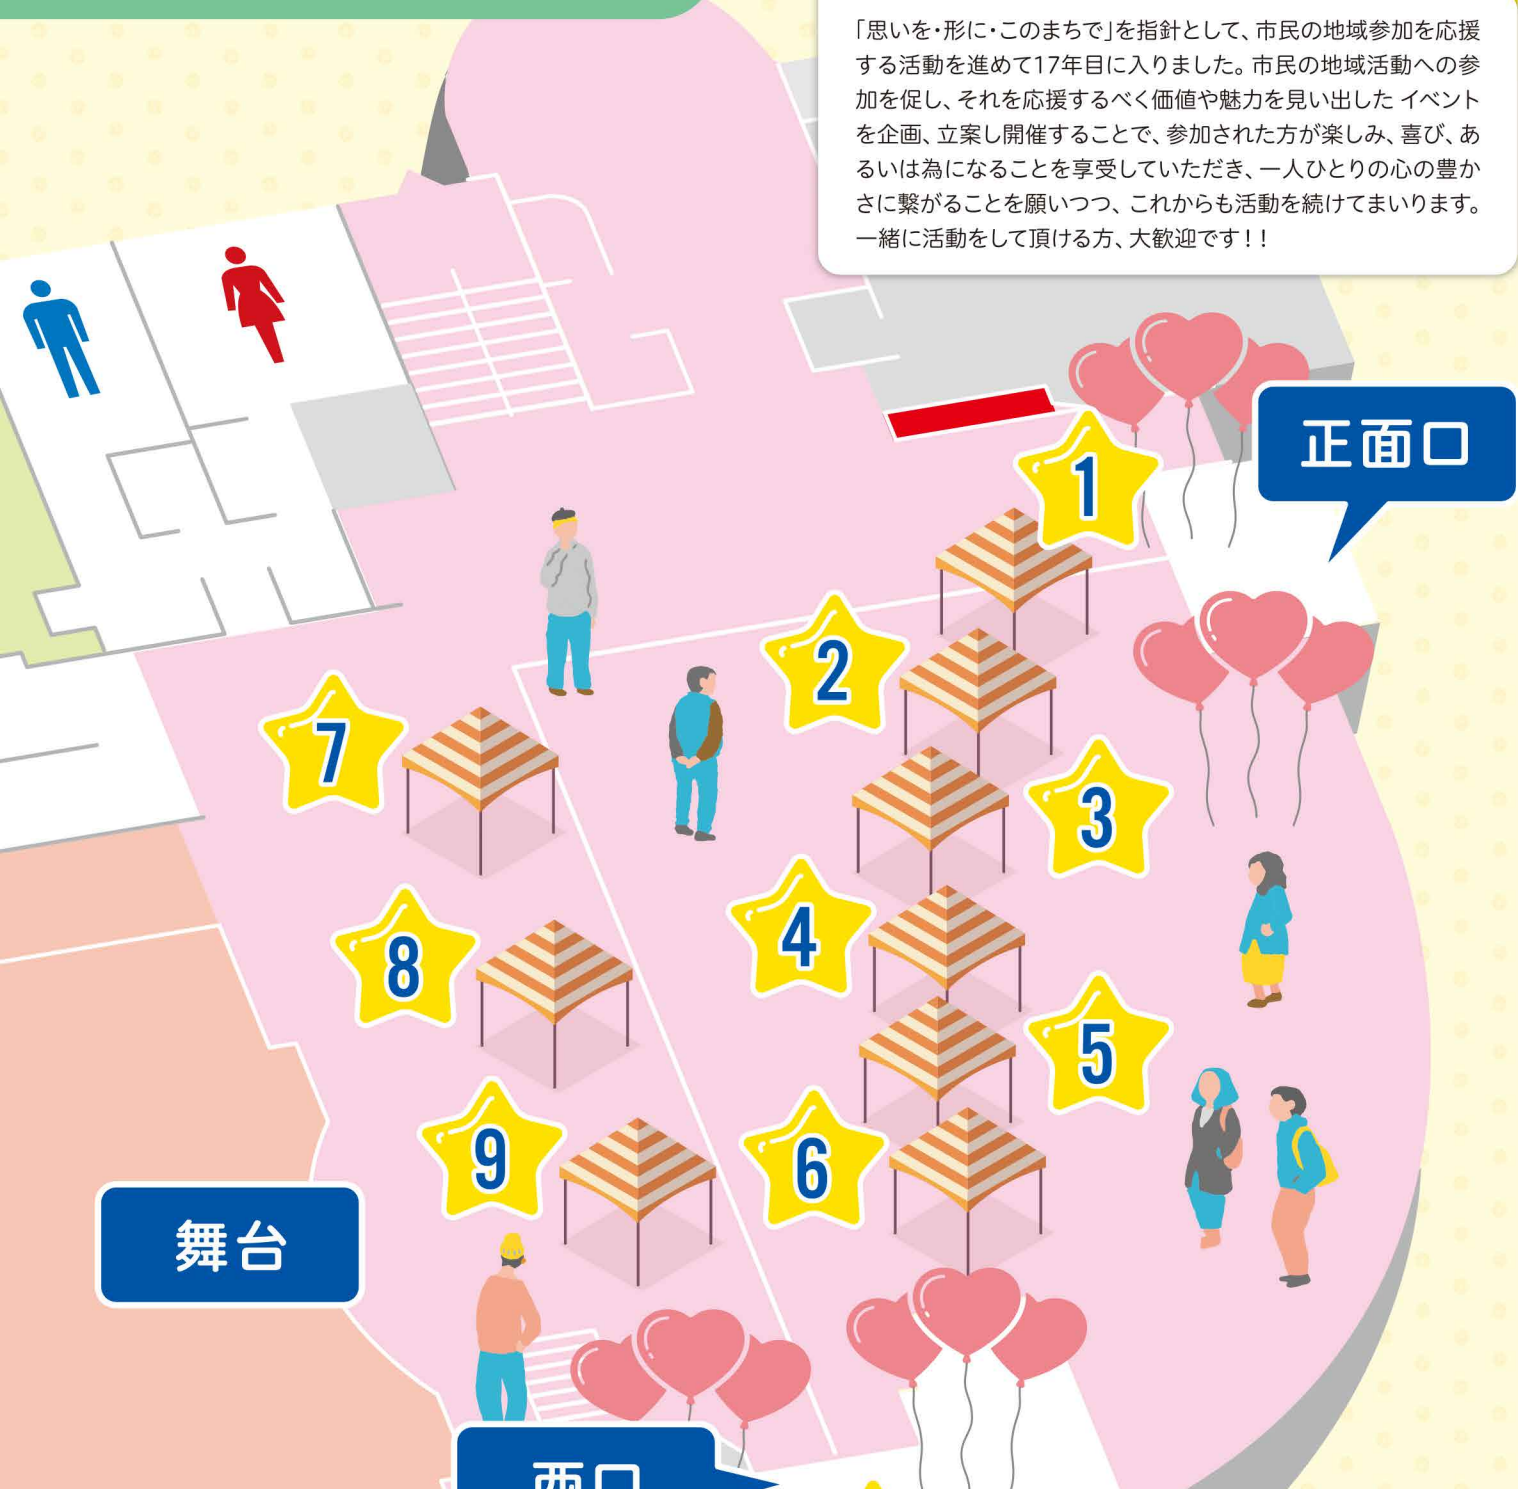 「思いを・形に・このまちで」を指針として、市民の地域参加を応援
する活動を進めて17年目に入りました。市民の地域活動への参
加を促し、それを応援するべく価値や魅力を見い出した イベント
を企画、立案し開催することで、参加された方が楽しみ、喜び、あ
るいは為になることを享受していただき、一人ひとりの心の豊か
さに繋がることを願いつつ、これからも活動を続けてまいります。
一緒に活動をして頂ける方、大歓迎です！！
正面口
1
2
7
3
4
8
5
9
6
舞台
西口